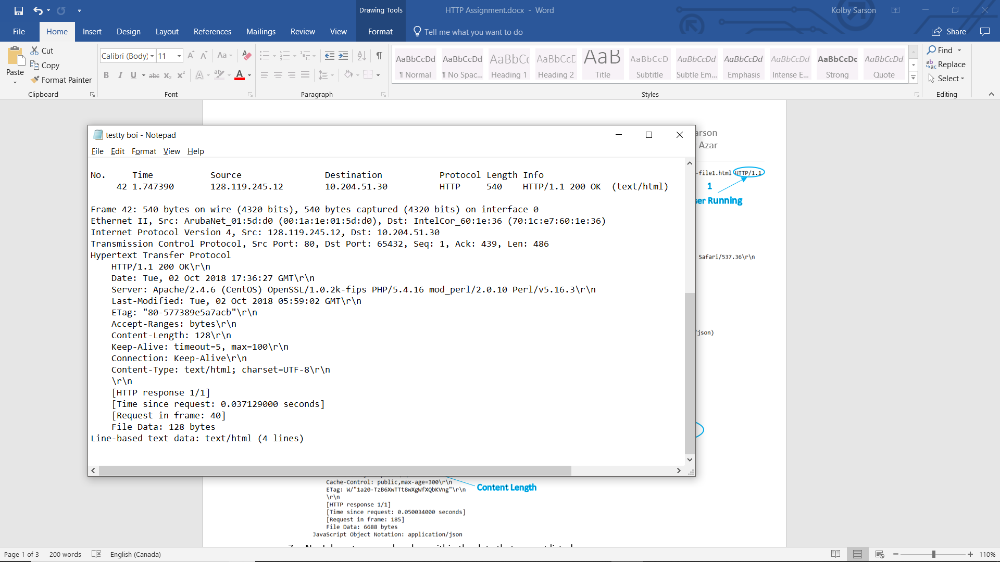 Drawing Tools
HTTP Assignment.docx - Word
Kolby Sarson
File
Home
Insert
Design
Layout
References
Mailings
Review
View
Format
Tell me what you want to do
Share
Paste
Cut
Copy
Format Painter
Clipboard
Calibri (Body)
11
Font
Paragraph
AaBbCcDd
¶ Normal
AaBbCcDd
¶ No Spac...
AaBbCc
Heading 1
AaBbCcD
Heading 2
AaB
Title
AaBbCcD
Subtitle
AaBbCcDd
Subtle Em...
AaBbCcDd
Emphasis
AaBbCcDd
Intense E...
AaBbCcDc
Strong
AaBbCcDd
Quote
Styles
Find
Replace
Select
Editing
arson
Azar
testty boi - Notepad
File Edit Format View Help
No. Time Source Destination Protocol Length Info
42 1.747390 128.119.245.12 10.204.51.30 HTTP 540 HTTP/1.1 200 OK (text/html)
Frame 42: 540 bytes on wire (4320 bits), 540 bytes captured (4320 bits) on interface 0
Ethernet II, Src: ArubaNet_01:5d:d0 (00:1a:1e:01:5d:d0), Dst: IntelCor_60:1e:36 (70:1c:e7:60:1e:36)
Internet Protocol Version 4, Src: 128.119.245.12, Dst: 10.204.51.30
Transmission Control Protocol, Src Port: 80, Dst Port: 65432, Seq: 1, Ack: 439, Len: 486
Hypertext Transfer Protocol
HTTP/1.1 200 OK\r\n
Date: Tue, 02 Oct 2018 17:36:27 GMT\r\n
Server: Apache/2.4.6 (CentOS) OpenSSL/1.0.2k-fips PHP/5.4.16 mod_perl/2.0.10 Perl/v5.16.3\r\n
Last-Modified: Tue, 02 Oct 2018 05:59:02 GMT\r\n
ETag: "80-577389e5a7acb"\r\n
Accept-Ranges: bytes\r\n
Content-Length: 128\r\n
Keep-Alive: timeout=5, max=100\r\n
Connection: Keep-Alive\r\n
Content-Type: text/html; charset=UTF-8\r\n
\r\n
[HTTP response 1/1]
[Time since request: 0.037129000 seconds]
[Request in frame: 40]
File Data: 128 bytes
Line-based text data: text/html (4 lines)
-file1.html HTTP/1.1
1
ser Running
Safari/537.36\r\n
/json)
Cache-Control: public,max-age=300\r\n
ETag: W/"1a20-TzB6XwTTt8wXgWfXQbKVng"\r\n
Content Length
\r\n
[HTTP response 1/1]
[Time since request: 0.050034000 seconds]
[Request in frame: 185]
File Data: 6688 bytes
JavaScript Object Notation: application/json
Page 1 of 3
200 words
English (Canada)
110%